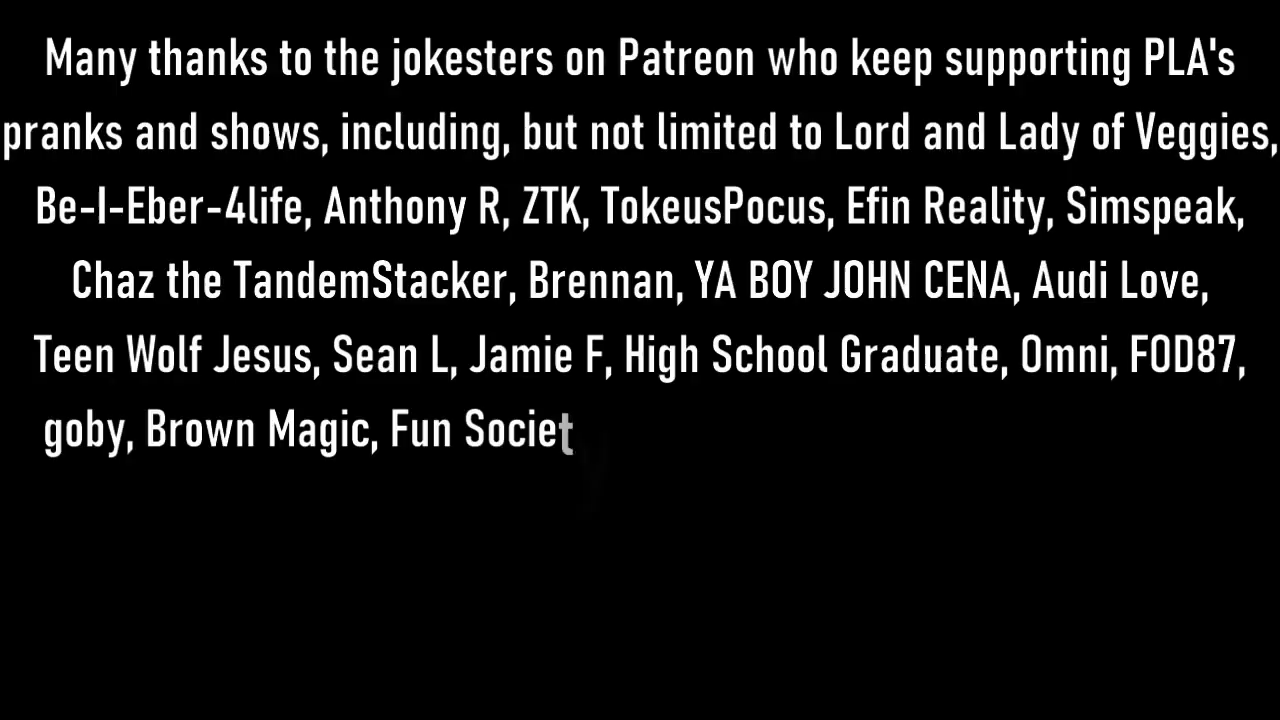 Many thanks to the jokesters on Patreon who keep supporting PLA's
pranks and shows, including, but not limited to Lord and Lady of Veggies,
Be-I-Eber-4life, Anthony R, ZTK, TokeusPocus, Efin Reality, Simspeak,
Chaz the TandemStacker, Brennan, YA BOY JOHN CENA, Audi Love,
Teen Wolf Jesus, Sean L, Jamie F, High School Graduate, Omni, FOD87,
goby, Brown Magic, Fun Society